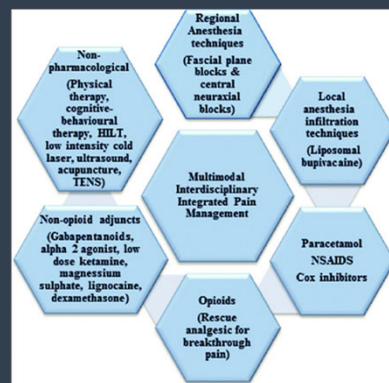 Regional
Anesthesia
techniques
(Fascial plane
blocks &
central
neuraxial
blocks)
Non-
pharmacological
(Physical
therapy,
cognitive-
behavioural
therapy, HILT,
low intensity cold
laser, ultrasound,
acupuncture,
TENS)
Local
anesthesia
infiltration
techniques
(Liposomal
bupivacaine)
Multimodal
Interdisciplinary
Integrated Pain
Management
Non-opioid adjuncts
(Gabapentanoids,
alpha 2 agonist, low
dose ketamine,
magnessium
sulphate, lignocaine,
dexamethasone)
Paracetamol
NSAIDS
Cox inhibitors
Opioids
(Rescue
analgesic for
breakthrough
pain)